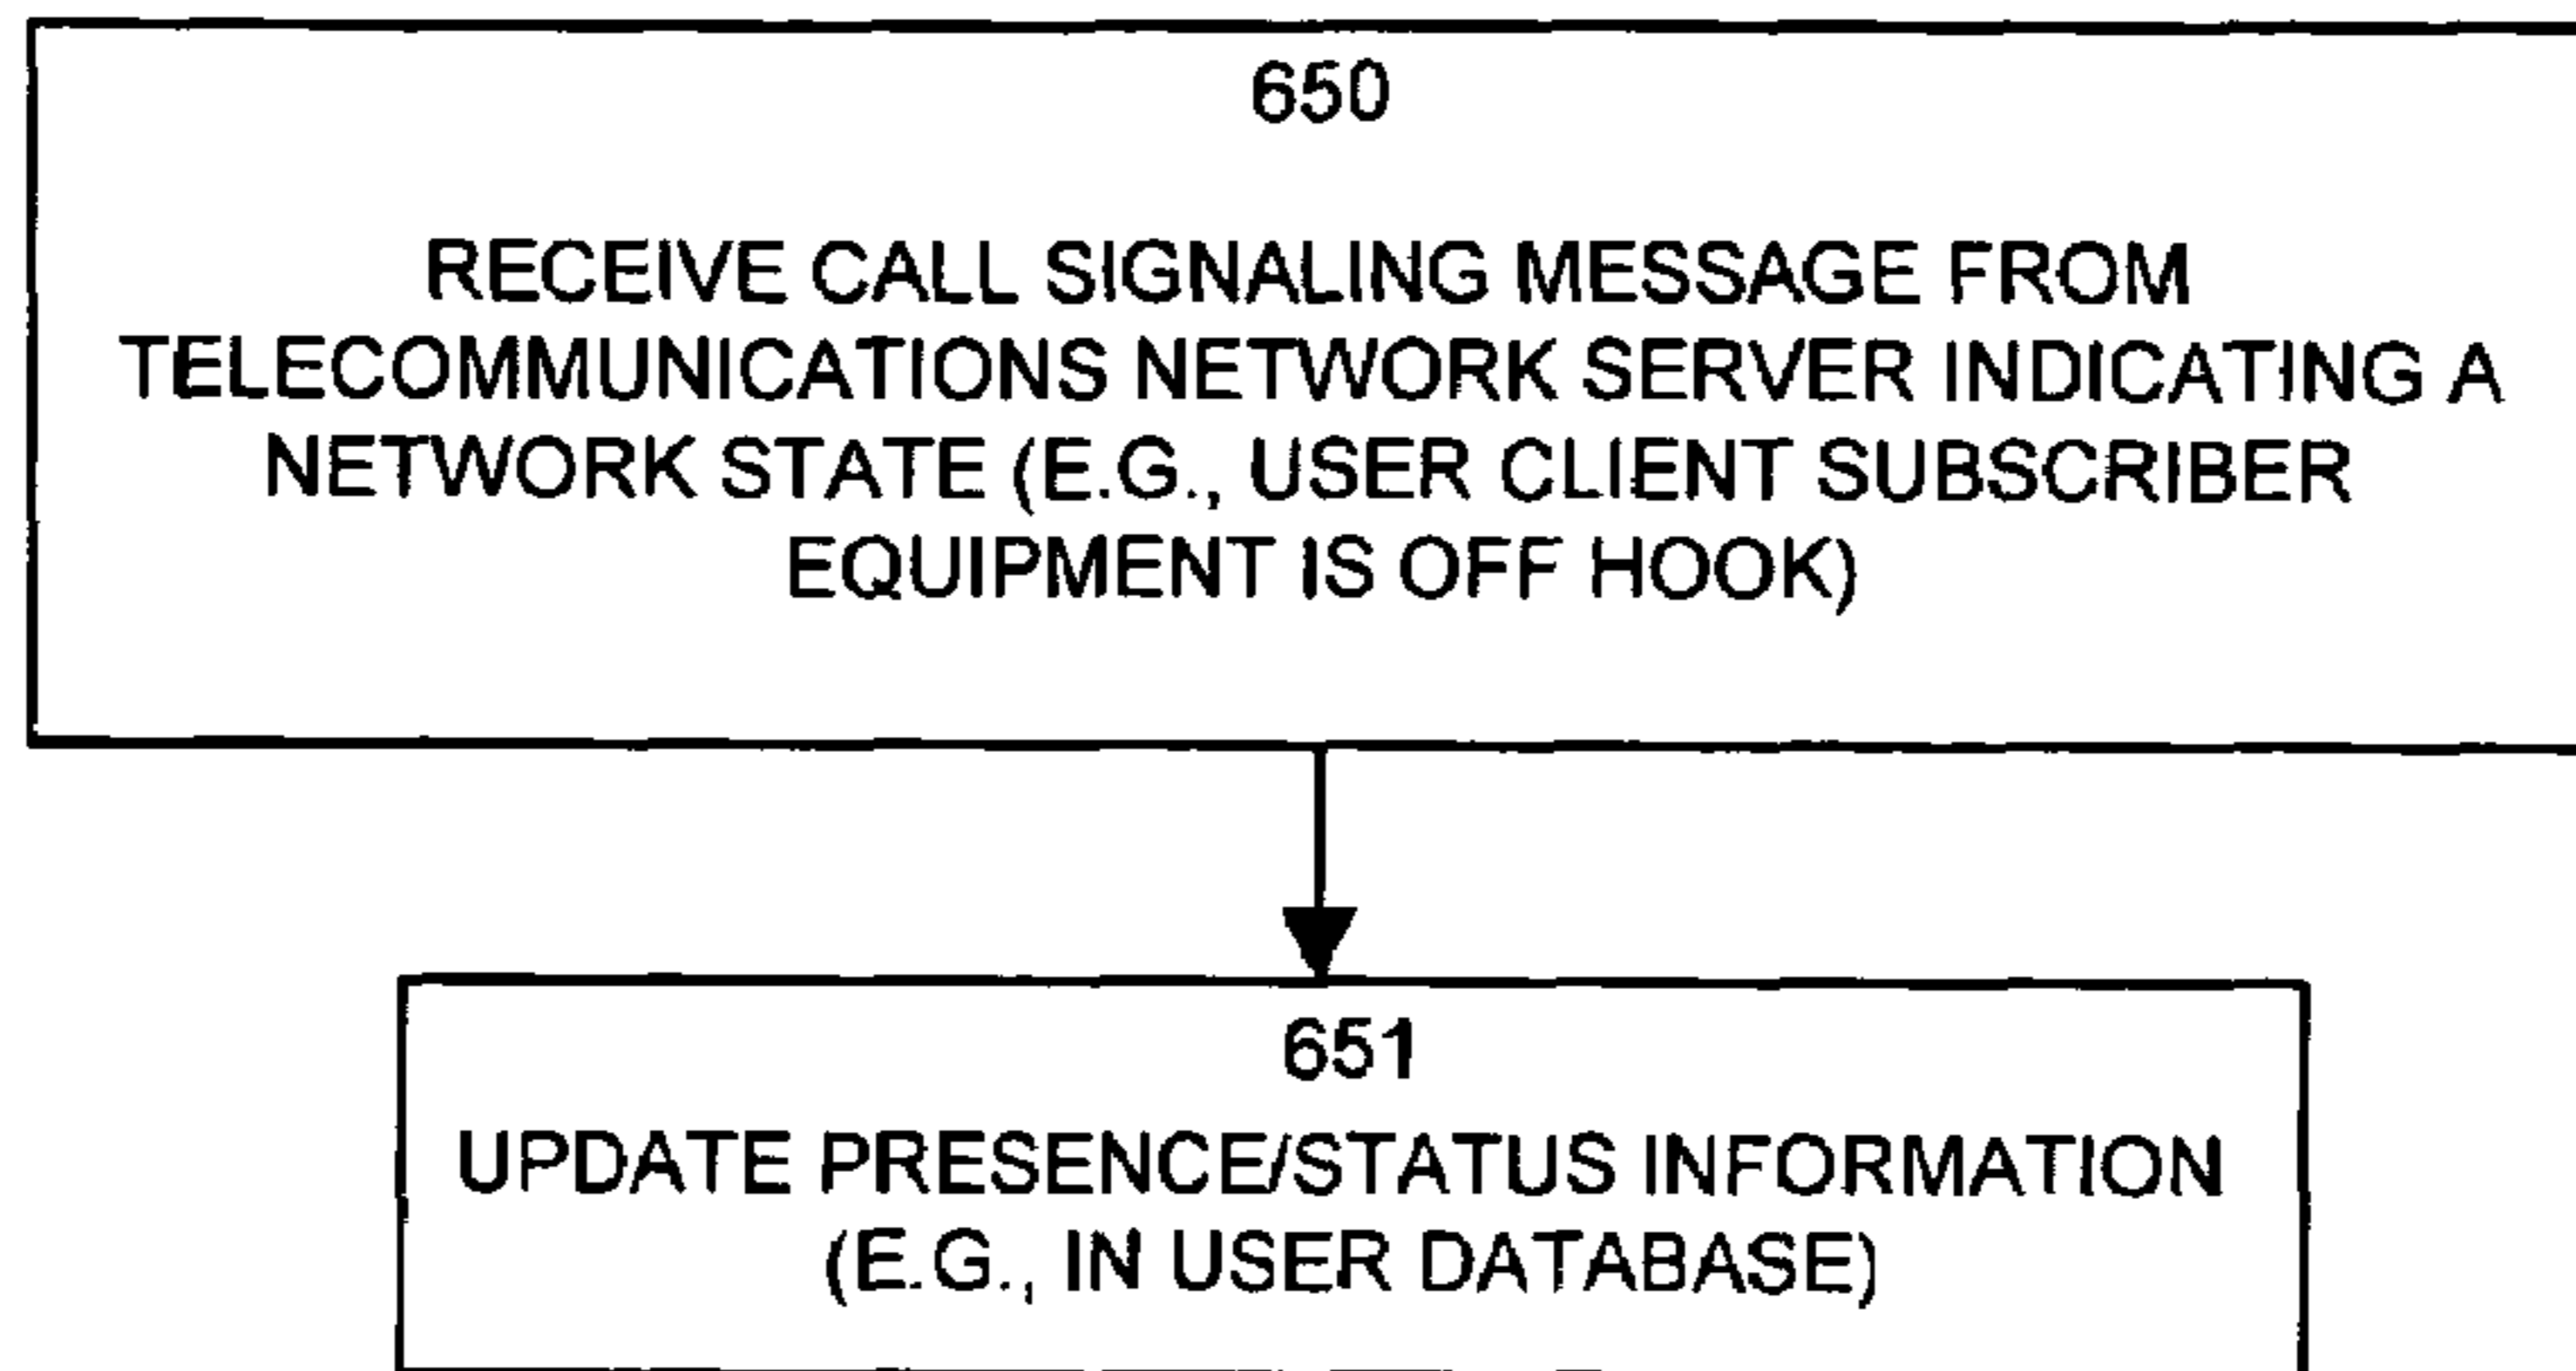 650
RECEIVE CALL SIGNALING MESSAGE FROM
TELECOMMUNICATIONS NETWORK SERVER INDICATING A
NETWORK STATE (E.G., USER CLIENT SUBSCRIBER
EQUIPMENT IS OFF HOOK)
651
UPDATE PRESENCE/STATUS INFORMATION
(E.G., IN USER DATABASE)